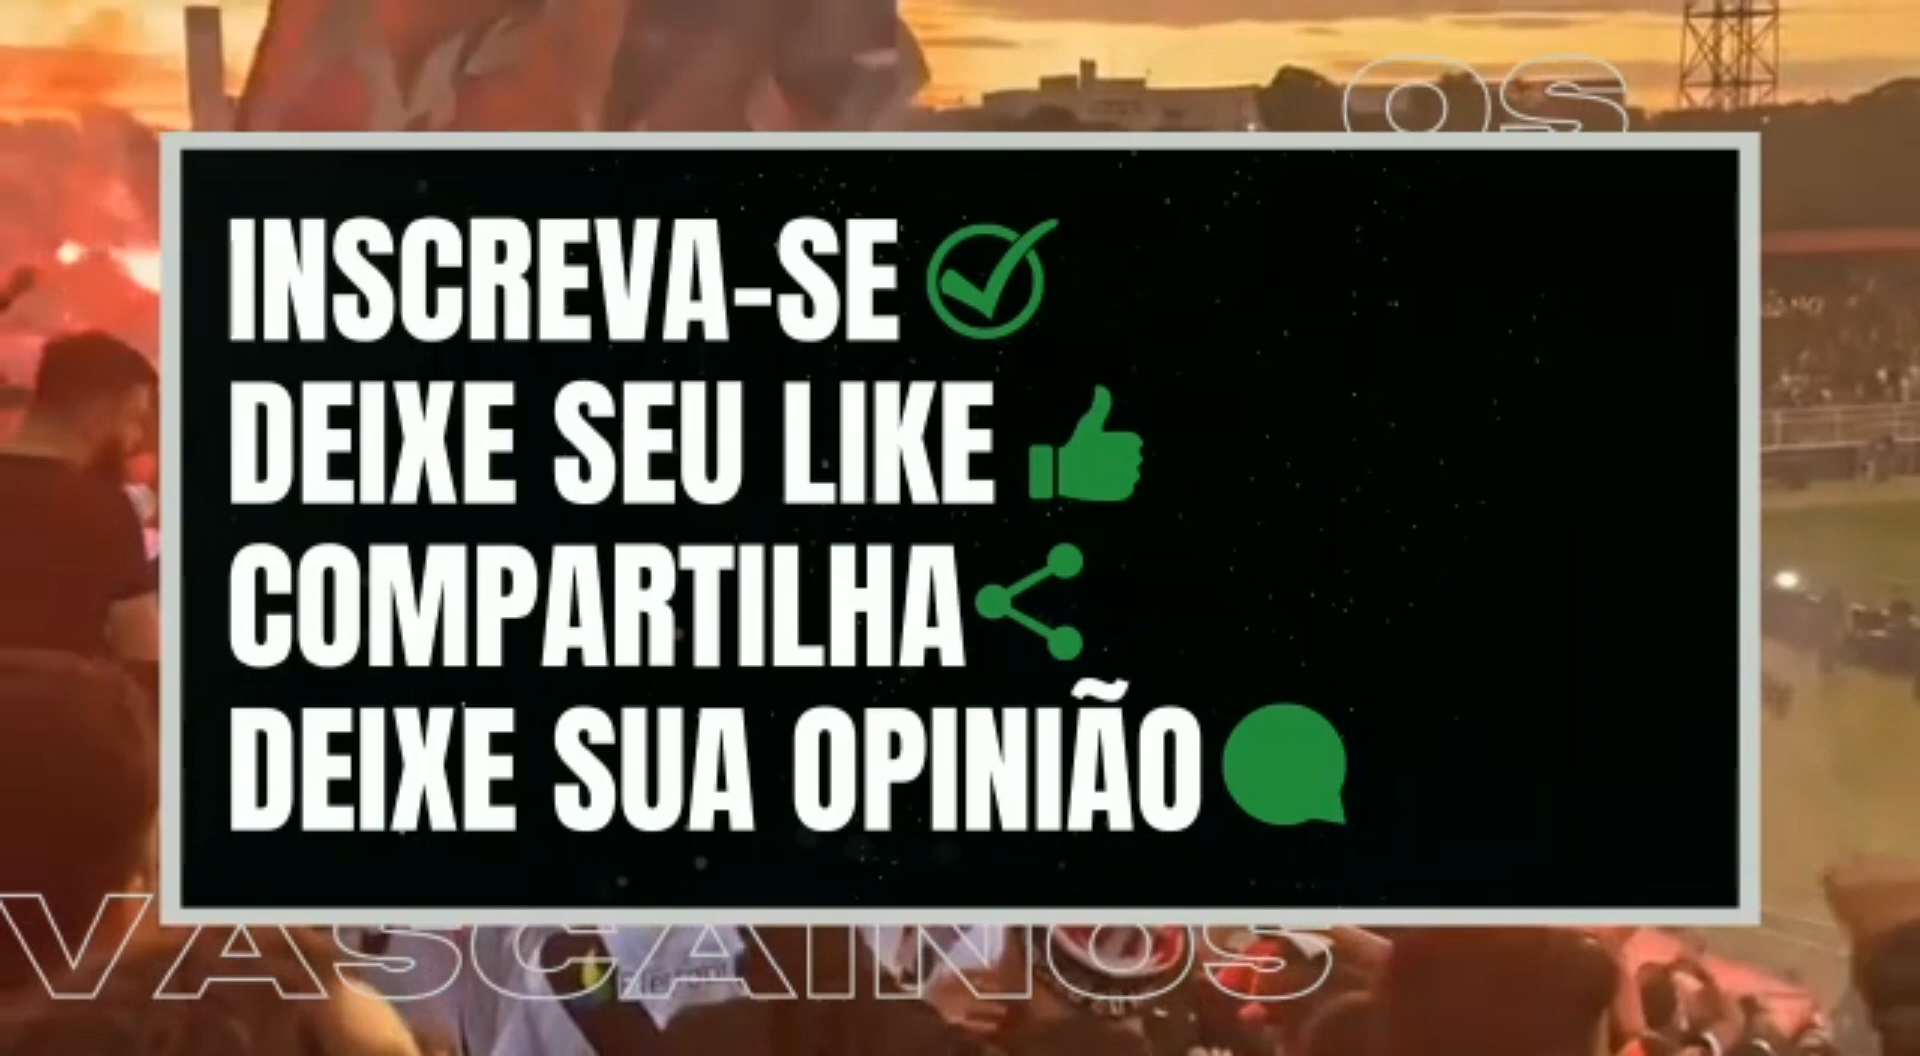 OS
INSCREVA-SE
DEIXE SEU LIKE
COMPARTILHA
DEIXE SUA OPINIÃO
VASCAINOS